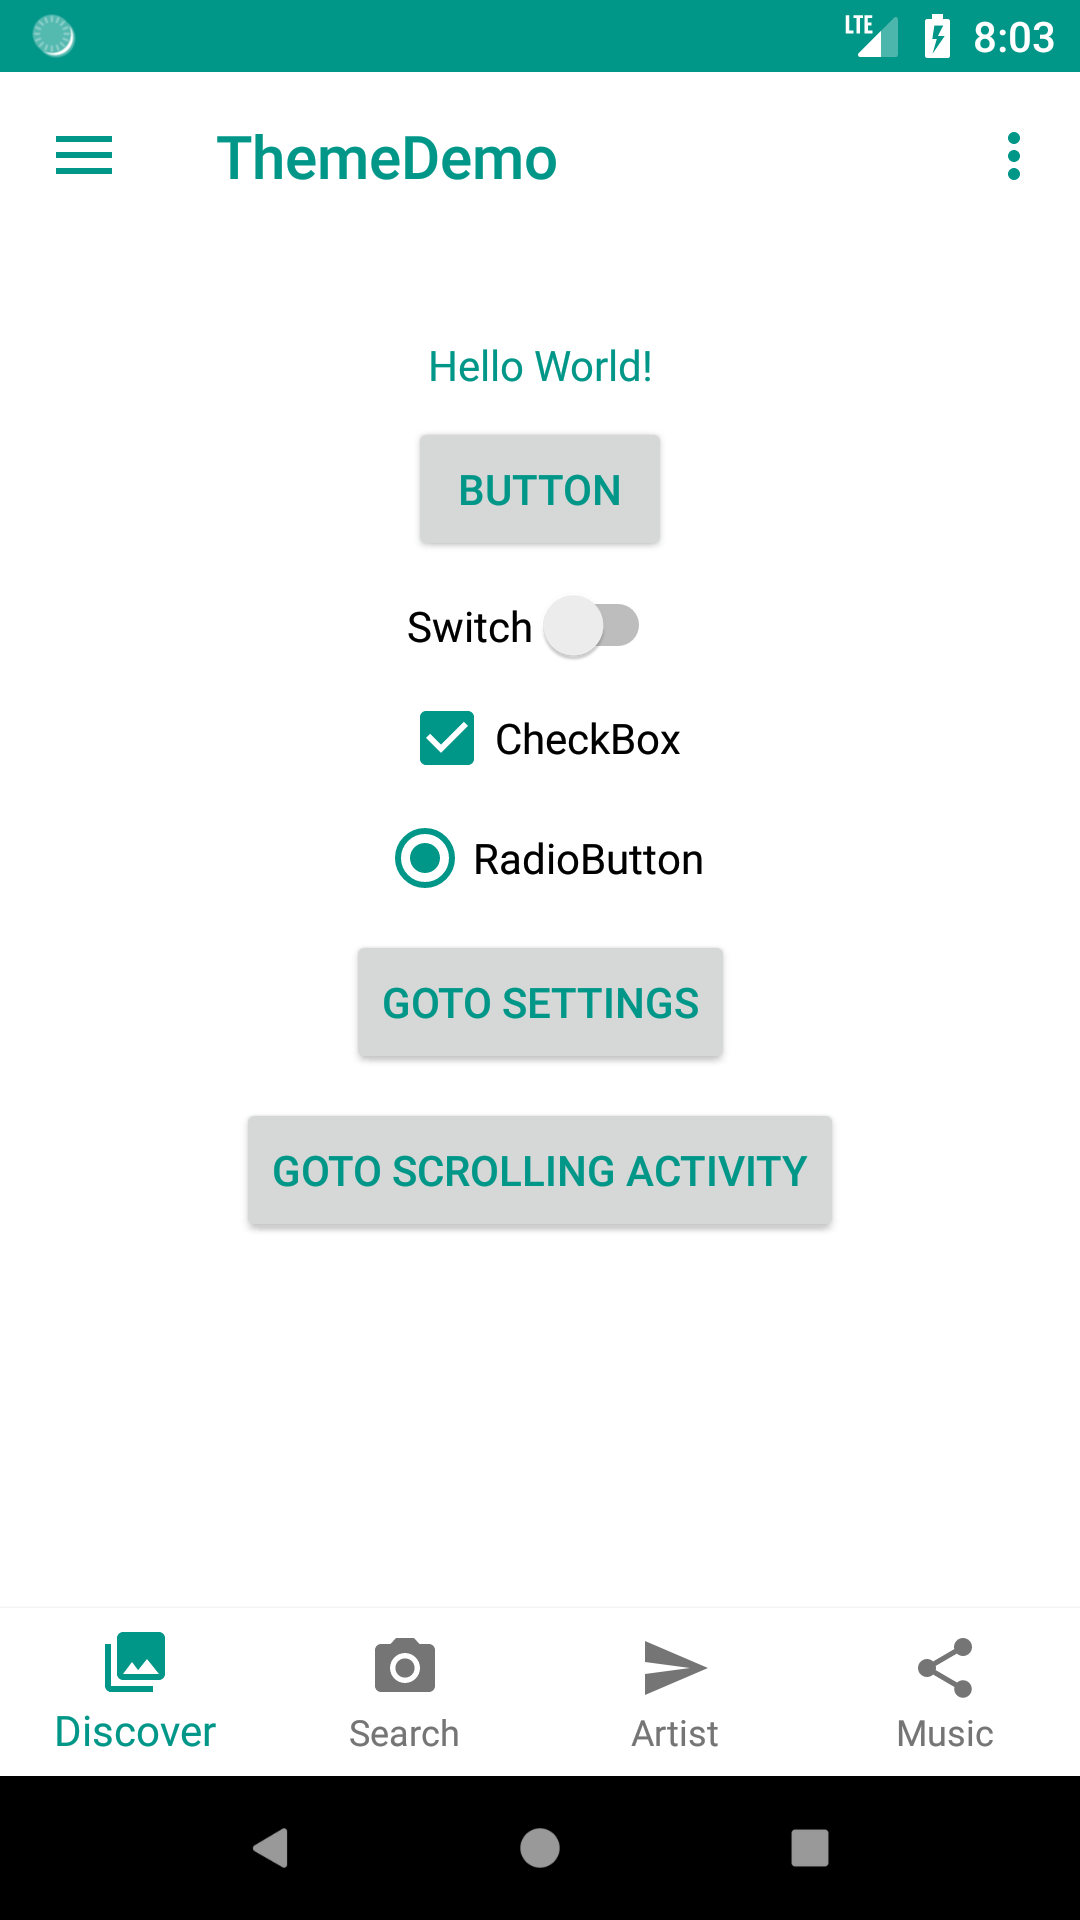 LTE 8:03
ThemeDemo
Hello World!
BUTTON
Switch
CheckBox
RadioButton
GOTO SETTINGS
GOTO SCROLLING ACTIVITY
Discover Search Artist Music